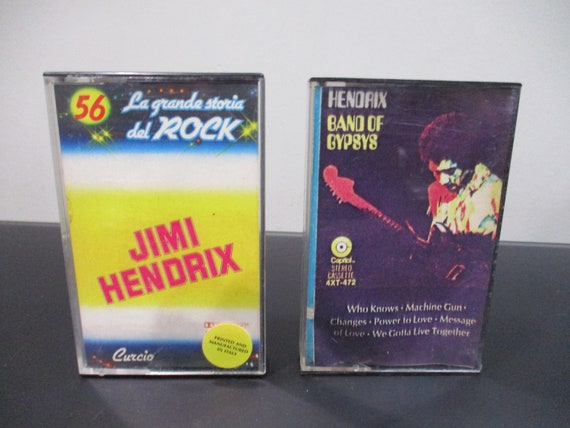 56
La grande storia
del ROCK
JIMI
HENDRIX
PRINTED AND
MANUFACTURED
IN ITALY
Curcio
HENDRIX
BAND OF
GYPSYS
Capitol
STEREO
CASSETTE
4XT-472
Who Knows • Machine Gun •
Changes • Power to Love • Message
of Love • We Gotta Live Together